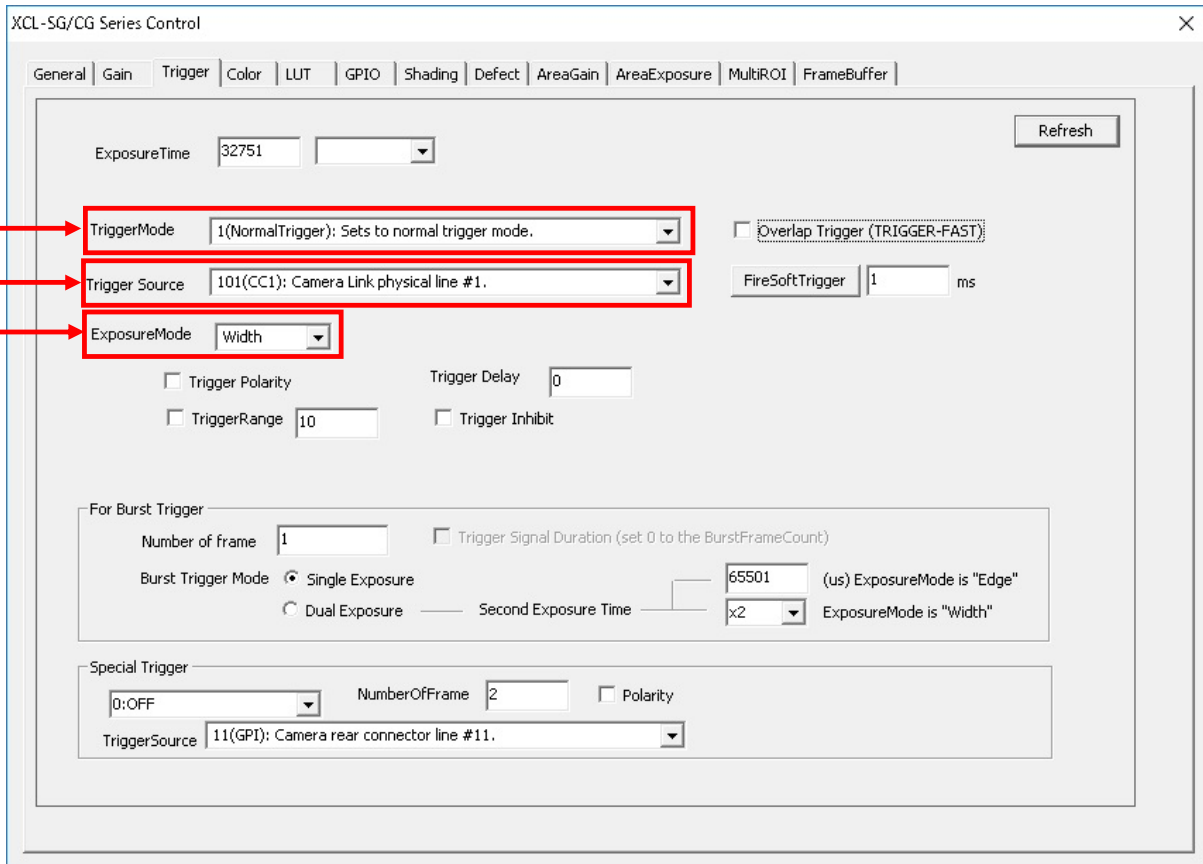 XCL-SG/CG Series Control
General Gain Trigger Color LUT GPIO Shading Defect AreaGain AreaExposure MultiROI FrameBuffer
Refresh
ExposureTime 32751
TriggerMode 1(NormalTrigger): Sets to normal trigger mode. Overlap Trigger (TRIGGER-FAST)
Trigger Source 101(CC1): Camera Link physical line #1. FireSoftTrigger 1 ms
ExposureMode Width
Trigger Polarity Trigger Delay 0
TriggerRange 10 Trigger Inhibit
For Burst Trigger
Number of frame 1 Trigger Signal Duration (set 0 to the BurstFrameCount)
Burst Trigger Mode Single Exposure 65501 (us) ExposureMode is "Edge"
Dual Exposure Second Exposure Time x2 ExposureMode is "Width"
Special Trigger
0:OFF NumberOfFrame 2 Polarity
TriggerSource 11(GPI): Camera rear connector line #11.